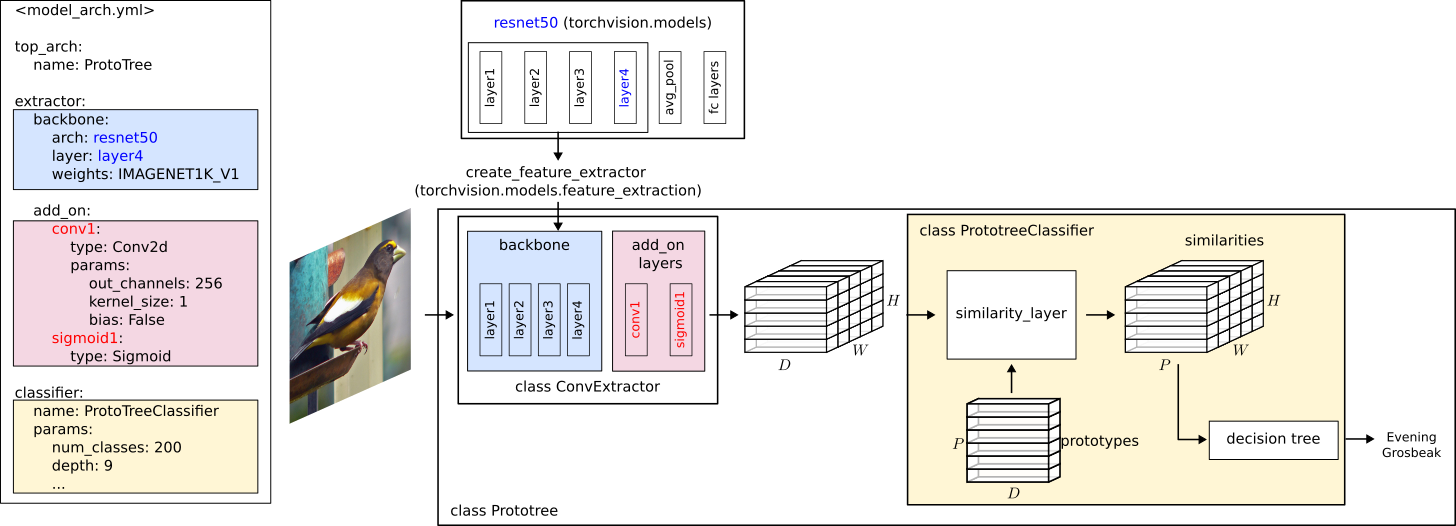 <model_arch.yml>
top_arch:
name: ProtoTree
extractor:
backbone:
arch: resnet50
layer: layer4
weights: IMAGENET1K_V1
add_on:
conv1:
type: Conv2d
params:
out_channels: 256
kernel_size: 1
bias: False
sigmoid1:
type: Sigmoid
classifier:
name: ProtoTreeClassifier
params:
num_classes: 200
depth: 9
...
resnet50 (torchvision.models)
layer1
layer2
layer3
layer4
avg_pool
fc layers
create_feature_extractor
(torchvision.models.feature_extraction)
backbone
layer1
layer2
layer3
layer4
add_on
layers
conv1
sigmoid1
class ConvExtractor
H
W
D
class PrototreeClassifier
similarity_layer
similarities
H
W
P
P
prototypes
D
decision tree
Evening
Grosbeak
class Prototree